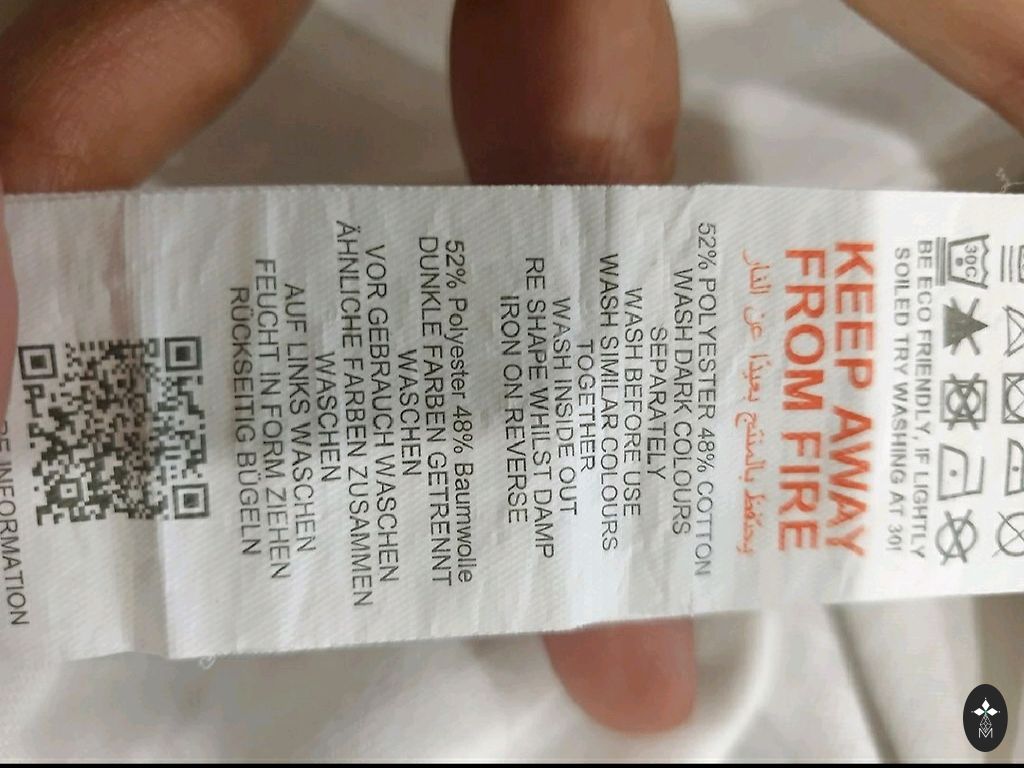 30C
BE ECO FRIENDLY, IF LIGHTLY
SOILED TRY WASHING AT 30!
KEEP AWAY
FROM FIRE
يحتفظ بالمنتج بعيدًا عن النار
52% POLYESTER 48% COTTON
WASH DARK COLOURS
SEPARATELY
WASH BEFORE USE
WASH SIMILAR COLOURS
TOGETHER
WASH INSIDE OUT
RE SHAPE WHILST DAMP
IRON ON REVERSE
52% Polyester 48% Baumwolle
DUNKLE FARBEN GETRENNT
WASCHEN
VOR GEBRAUCH WASCHEN
ÄHNLICHE FARBEN ZUSAMMEN
WASCHEN
AUF LINKS WASCHEN
FEUCHT IN FORM ZIEHEN
RÜCKSEITIG BÜGELN
INFORMATION
M